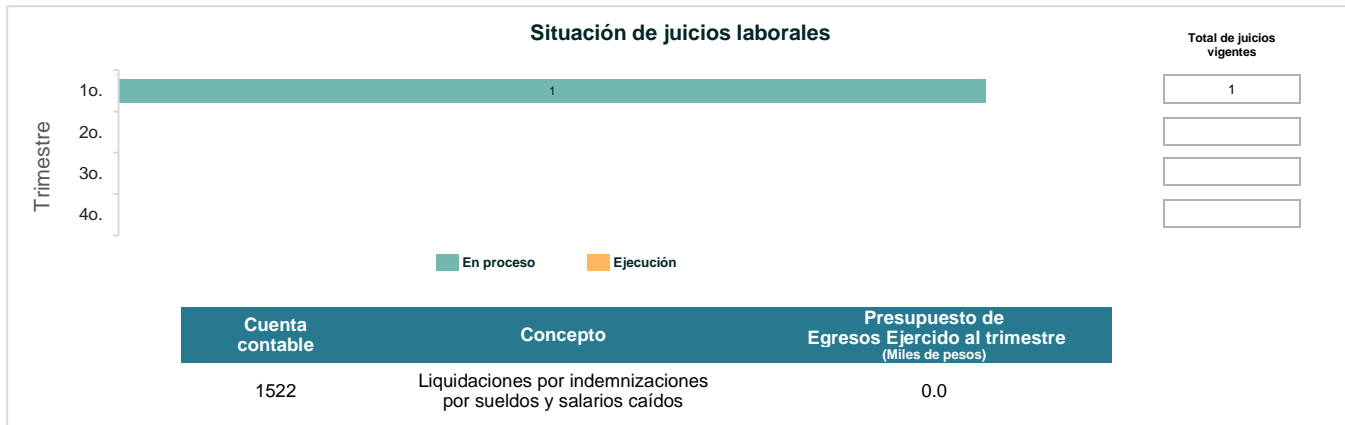 Situación de juicios laborales
Total de juicios
vigentes
Trimestre
1o.
1
1
2o.
3o.
4o.
En proceso
Ejecución
Cuenta
contable
Concepto
Presupuesto de
Egresos Ejercido al trimestre
(Miles de pesos)
1522
Liquidaciones por indemnizaciones
por sueldos y salarios caídos
0.0